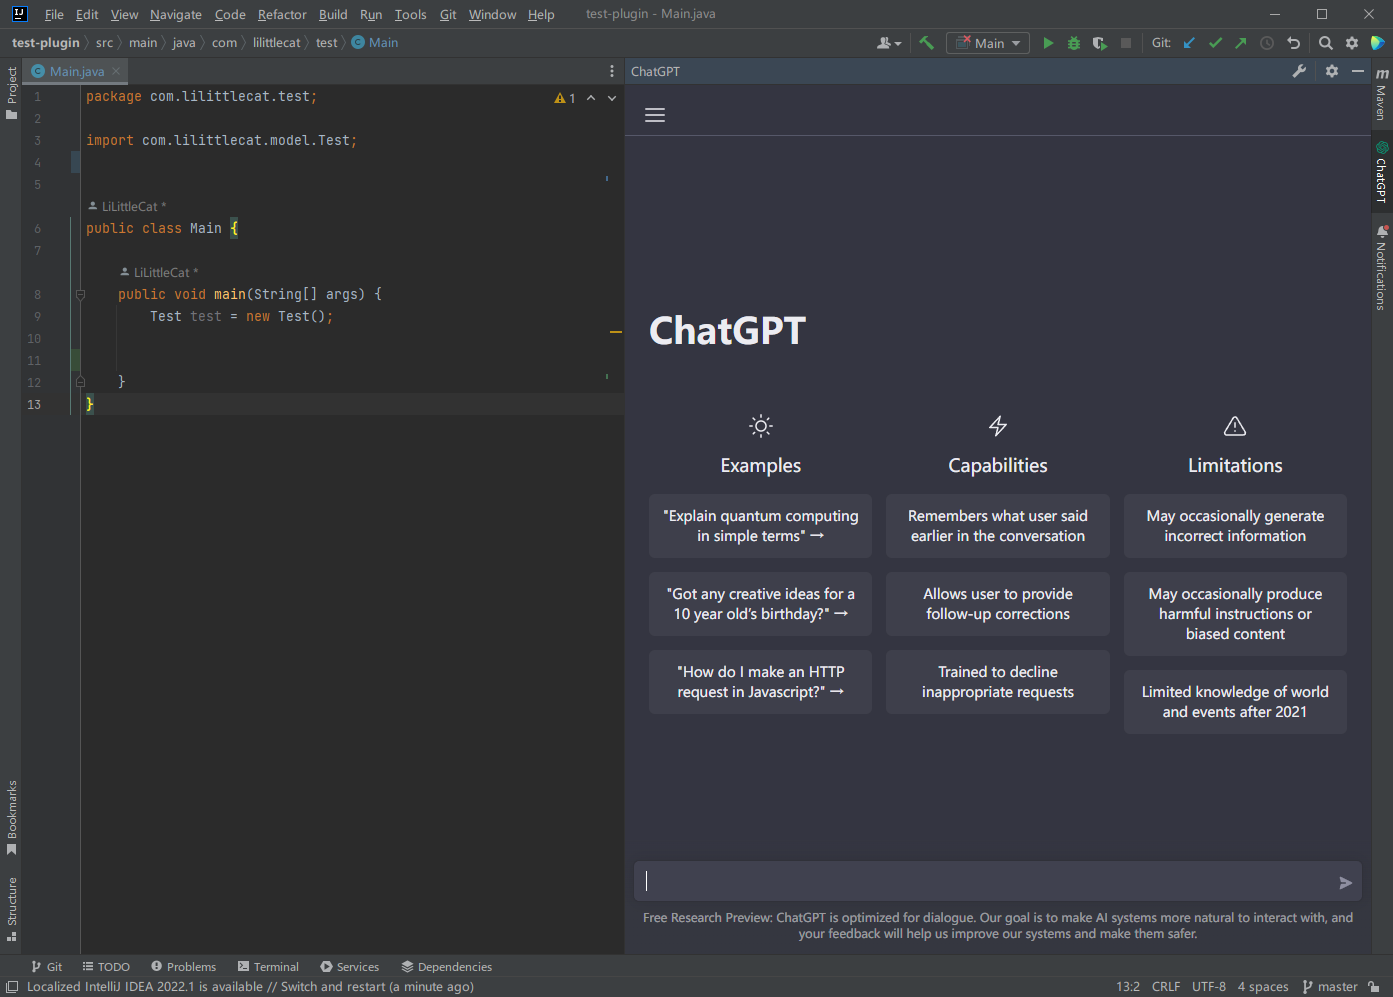 File Edit View Navigate Code Refactor Build Run Tools Git Window Help test-plugin - Main.java
test-plugin src main java com lilittlecat test Main
Main
Git:
Project
Main.java
1
ChatGPT
Maven
ChatGPT
Notifications
1 package com.lilittlecat.test;
2
3 import com.lilittlecat.model.Test;
4
5
LiLittleCat *
6 public class Main {
7
LiLittleCat *
8 public void main(String[] args) {
9 Test test = new Test();
10
11
12 }
13 }
ChatGPT
Examples
"Explain quantum computing
in simple terms" →
"Got any creative ideas for a
10 year old’s birthday?" →
"How do I make an HTTP
request in Javascript?" →
Capabilities
Remembers what user said
earlier in the conversation
Allows user to provide
follow-up corrections
Trained to decline
inappropriate requests
Limitations
May occasionally generate
incorrect information
May occasionally produce
harmful instructions or
biased content
Limited knowledge of world
and events after 2021
Free Research Preview: ChatGPT is optimized for dialogue. Our goal is to make AI systems more natural to interact with, and
your feedback will help us improve our systems and make them safer.
Bookmarks
Structure
Git TODO Problems Terminal Services Dependencies
Localized IntelliJ IDEA 2022.1 is available // Switch and restart (a minute ago) 13:2 CRLF UTF-8 4 spaces master